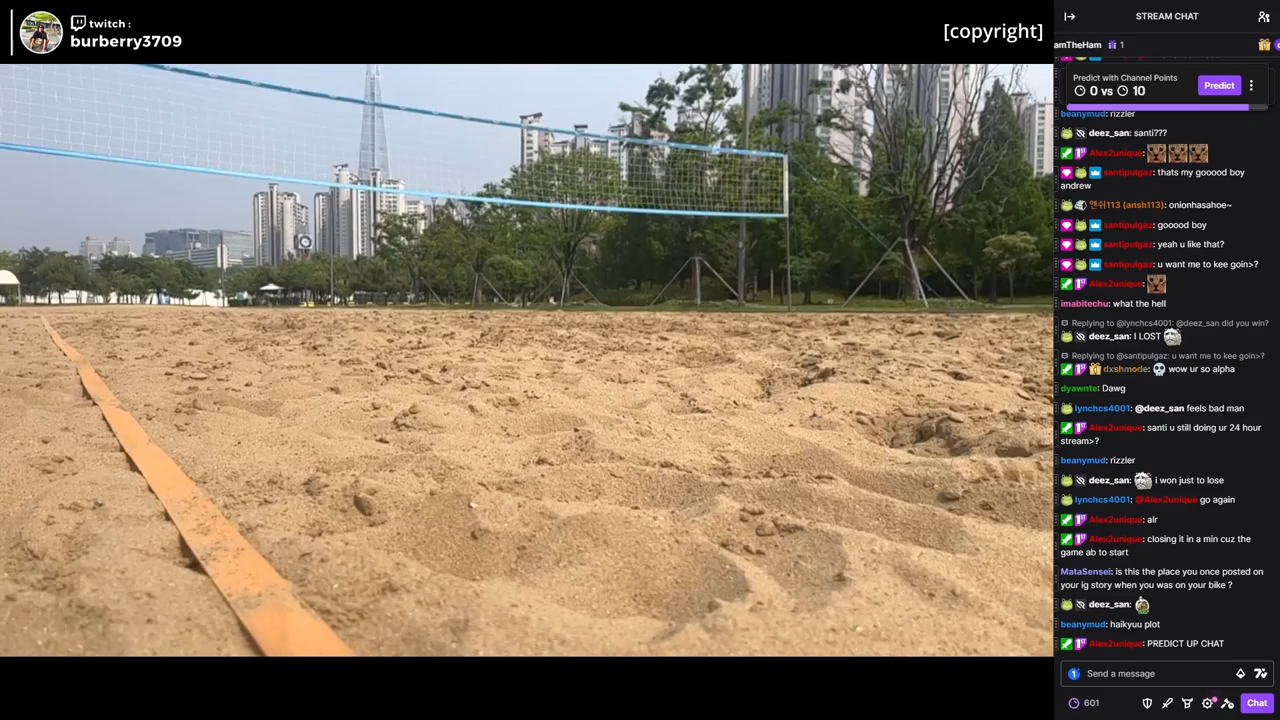 twitch :
burberry3709
[copyright]
STREAM CHAT
amTheHam 1
Predict with Channel Points
0 vs 10
Predict
beanymud: rizzler
deez_san: santi???
Alex2unique:
santipulgaz: thats my gooood boy
andrew
앤쉬113 (ansh113): onionhasahoe~
santipulgaz: gooood boy
santipulgaz: yeah u like that?
santipulgaz: u want me to kee goin>?
Alex2unique:
imabitechu: what the hell
Replying to @lynchcs4001: @deez_san did you win?
deez_san: I LOST
Replying to @santipulgaz: u want me to kee goin>?
dxshmode: wow ur so alpha
dyawnte: Dawg
lynchcs4001: @deez_san feels bad man
Alex2unique: santi u still doing ur 24 hour
stream>?
beanymud: rizzler
deez_san: i won just to lose
lynchcs4001: @Alex2unique go again
Alex2unique: alr
Alex2unique: closing it in a min cuz the
game ab to start
MataSensei: is this the place you once posted on
your ig story when you was on your bike ?
deez_san:
beanymud: haikyuu plot
Alex2unique: PREDICT UP CHAT
1 Send a message
601
Chat